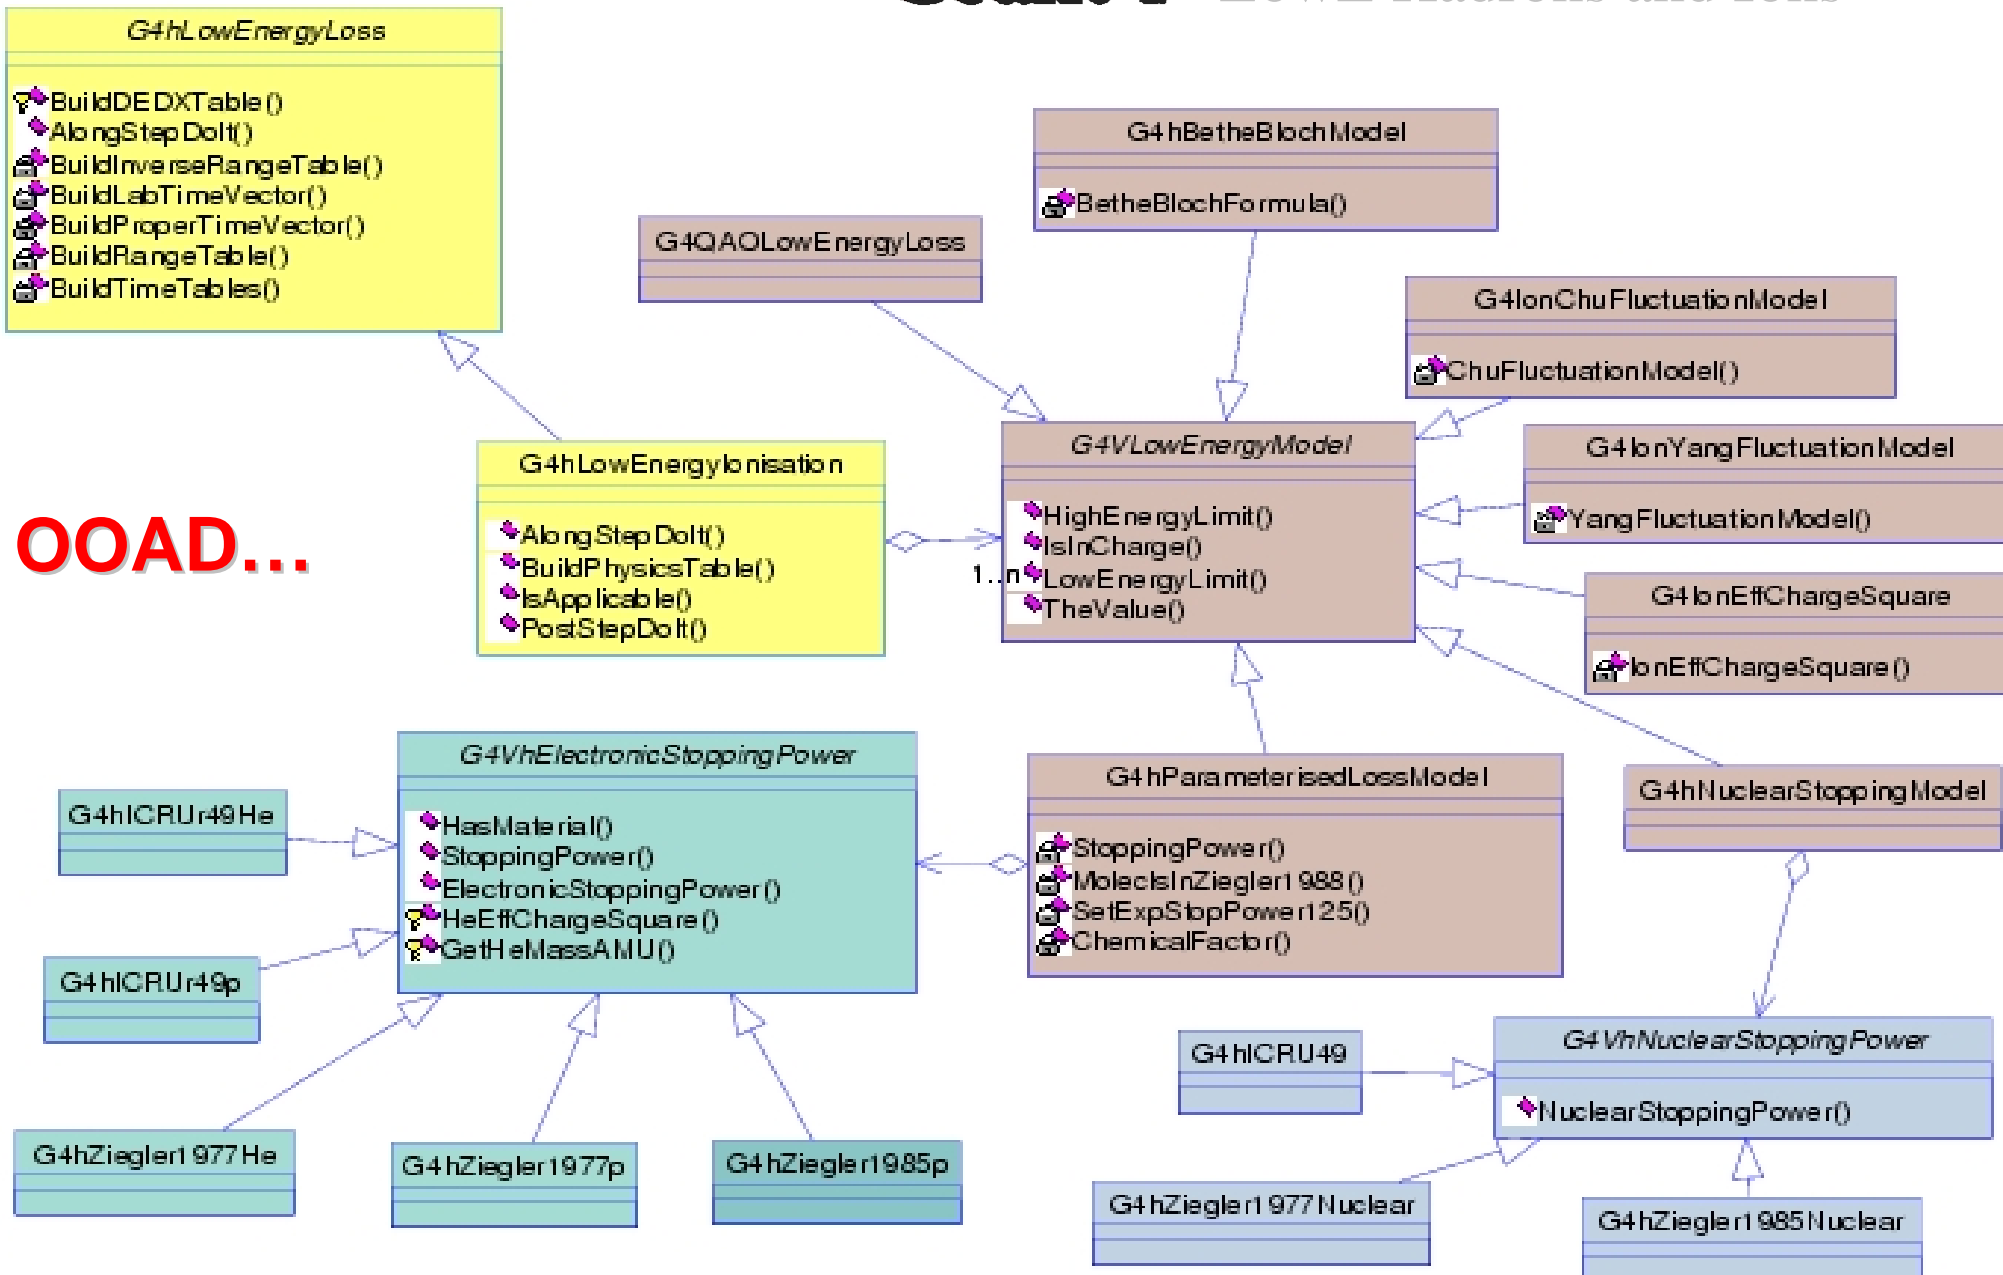 G4hLowEnergyLoss
BuildDEDXTable()
AlongStepDoIt()
BuildInverseRangeTable()
BuildLabTimeVector()
BuildProperTimeVector()
BuildRangeTable()
BuildTimeTables()
G4hBetheBlochModel
BetheBlochFormula()
G4QAOLowEnergyLoss
G4IonChuFluctuationModel
ChuFluctuationModel()
G4VLowEnergyModel
HighEnergyLimit()
IsInCharge()
LowEnergyLimit()
TheValue()
1..n
G4IonYangFluctuationModel
YangFluctuationModel()
G4hLowEnergyIonisation
AlongStepDoIt()
BuildPhysicsTable()
IsApplicable()
PostStepDoIt()
OOAD...
G4IonEffChargeSquare
IonEffChargeSquare()
G4VhElectronicStoppingPower
HasMaterial()
StoppingPower()
ElectronicStoppingPower()
HeEffChargeSquare()
GetHeMassAMU()
G4hParameterisedLossModel
StoppingPower()
MolecIsInZiegler1988()
SetExpStopPower125()
ChemicalFactor()
G4hNuclearStoppingModel
G4hICRUr49He
G4hICRUr49p
G4hICRU49
G4VhNuclearStoppingPower
NuclearStoppingPower()
G4hZiegler1977He
G4hZiegler1977p
G4hZiegler1985p
G4hZiegler1977Nuclear
G4hZiegler1985Nuclear